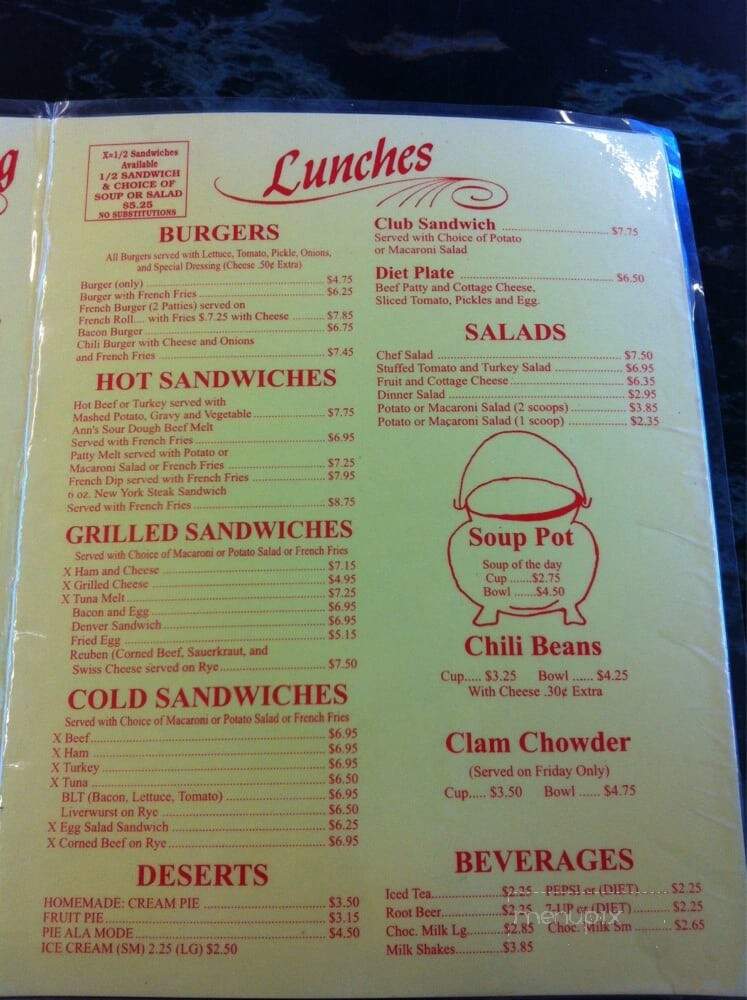 g
Lunches
X=1/2 Sandwiches
Available
1/2 SANDWICH
& CHOICE OF
SOUP OR SALAD
$5.25
NO SUBSTITUTIONS
BURGERS
All Burgers served with Lettuce, Tomato, Pickle, Onions,
and Special Dressing (Cheese .50¢ Extra)
Burger (only) $4.75
Burger with French Fries $6.25
French Burger (2 Patties) served on
French Roll.... with Fries $.7.25 with Cheese $7.85
Bacon Burger $6.75
Chili Burger with Cheese and Onions
and French Fries $7.45
HOT SANDWICHES
Hot Beef or Turkey served with
Mashed Potato, Gravy and Vegetable $7.75
Ann's Sour Dough Beef Melt
Served with French Fries $6.95
Patty Melt served with Potato or
Macaroni Salad or French Fries $7.25
French Dip served with French Fries $7.95
6 oz. New York Steak Sandwich
Served with French Fries $8.75
GRILLED SANDWICHES
Served with Choice of Macaroni or Potato Salad or French Fries
X Ham and Cheese $7.15
X Grilled Cheese $4.95
X Tuna Melt $7.25
Bacon and Egg $6.95
Denver Sandwich $6.95
Fried Egg $5.15
Reuben (Corned Beef, Sauerkraut, and
Swiss Cheese served on Rye $7.50
COLD SANDWICHES
Served with Choice of Macaroni or Potato Salad or French Fries
X Beef $6.95
X Ham $6.95
X Turkey $6.95
X Tuna $6.50
BLT (Bacon, Lettuce, Tomato) $6.95
Liverwurst on Rye $6.50
X Egg Salad Sandwich $6.25
X Corned Beef on Rye $6.95
DESERTS
HOMEMADE: CREAM PIE $3.50
FRUIT PIE $3.15
PIE ALA MODE $4.50
ICE CREAM (SM) 2.25 (LG) $2.50
Club Sandwich $7.75
Served with Choice of Potato
or Macaroni Salad
Diet Plate $6.50
Beef Patty and Cottage Cheese,
Sliced Tomato, Pickles and Egg.
SALADS
Chef Salad $7.50
Stuffed Tomato and Turkey Salad $6.95
Fruit and Cottage Cheese $6.35
Dinner Salad $2.95
Potato or Macaroni Salad (2 scoops) $3.85
Potato or Macaroni Salad (1 scoop) $2.35
Soup Pot
Soup of the day
Cup .......$2.75
Bowl .......$4.50
Chili Beans
Cup..... $3.25 Bowl ...... $4.25
With Cheese .30¢ Extra
Clam Chowder
(Served on Friday Only)
Cup..... $3.50 Bowl ...... $4.75
BEVERAGES
Iced Tea $2.25 PEPSI or (DIET) $2.25
Root Beer $2.25 7-UP or (DIET) $2.25
Choc. Milk Lg $2.85 Choc. Milk Sm $2.65
Milk Shakes $3.85
menupix